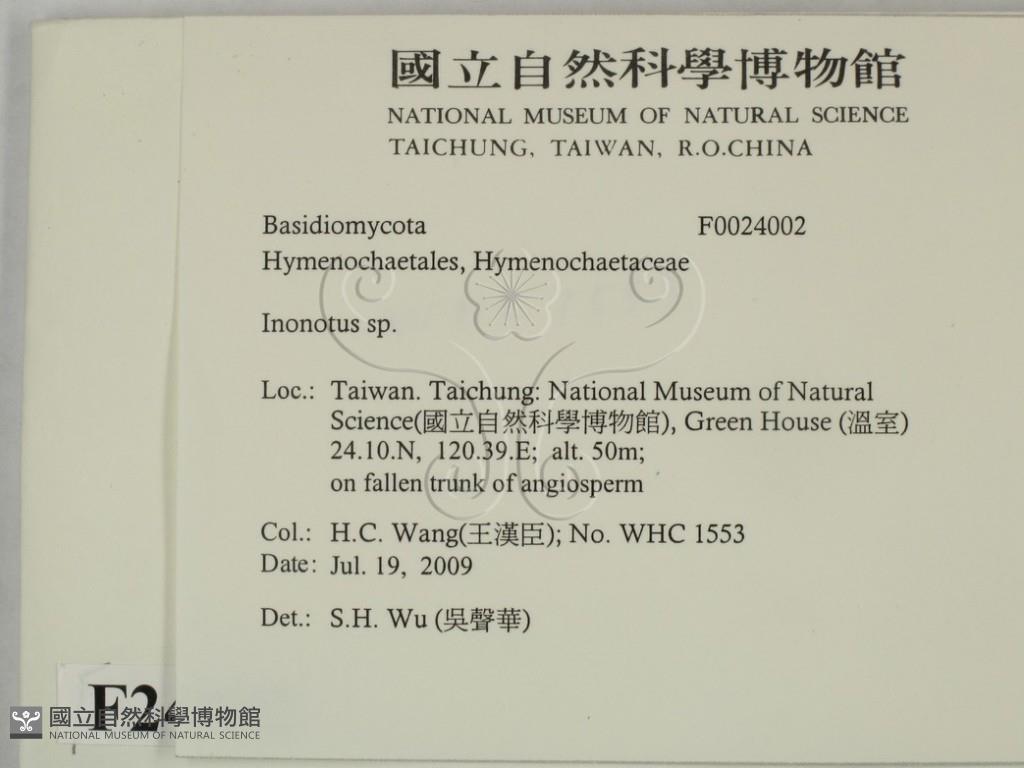 國立自然科學博物館
NATIONAL MUSEUM OF NATURAL SCIENCE
TAICHUNG, TAIWAN, R.O.CHINA
Basidiomycota F0024002
Hymenochaetales, Hymenochaetaceae
Inonotus sp.
Loc.: Taiwan. Taichung: National Museum of Natural
Science(國立自然科學博物館), Green House (溫室)
24.10.N, 120.39.E; alt. 50m;
on fallen trunk of angiosperm
Col.: H.C. Wang(王漢臣); No. WHC 1553
Date: Jul. 19, 2009
Det.: S.H. Wu (吳聲華)
F24
國立自然科學博物館
NATIONAL MUSEUM OF NATURAL SCIENCE